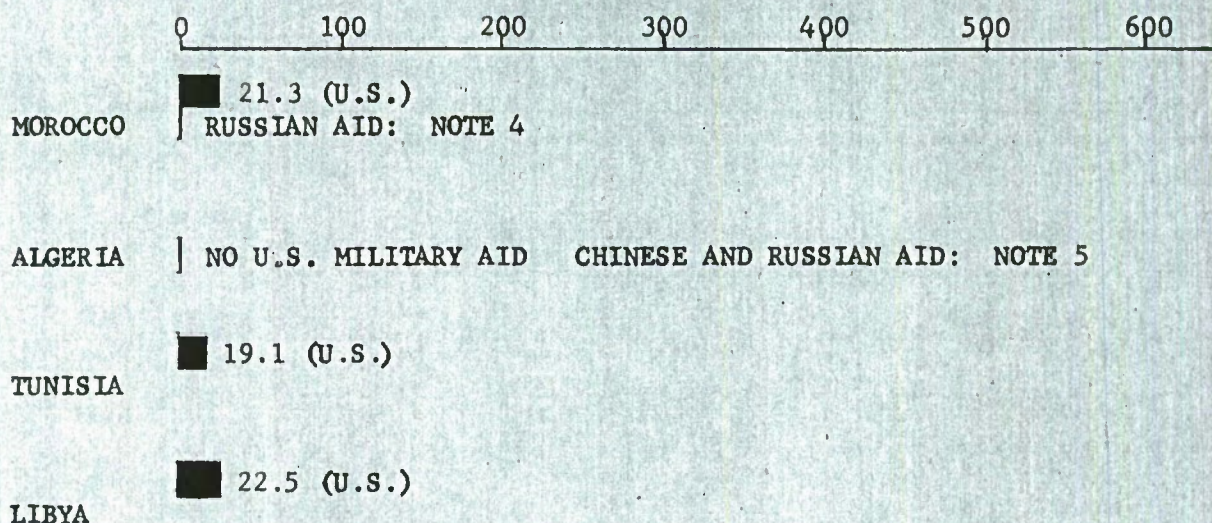 0 100 200 300 400 500 600
21.3 (U.S.)
MOROCCO RUSSIAN AID: NOTE 4
ALGERIA NO U.S. MILITARY AID CHINESE AND RUSSIAN AID: NOTE 5
19.1 (U.S.)
TUNISIA
22.5 (U.S.)
LIBYA